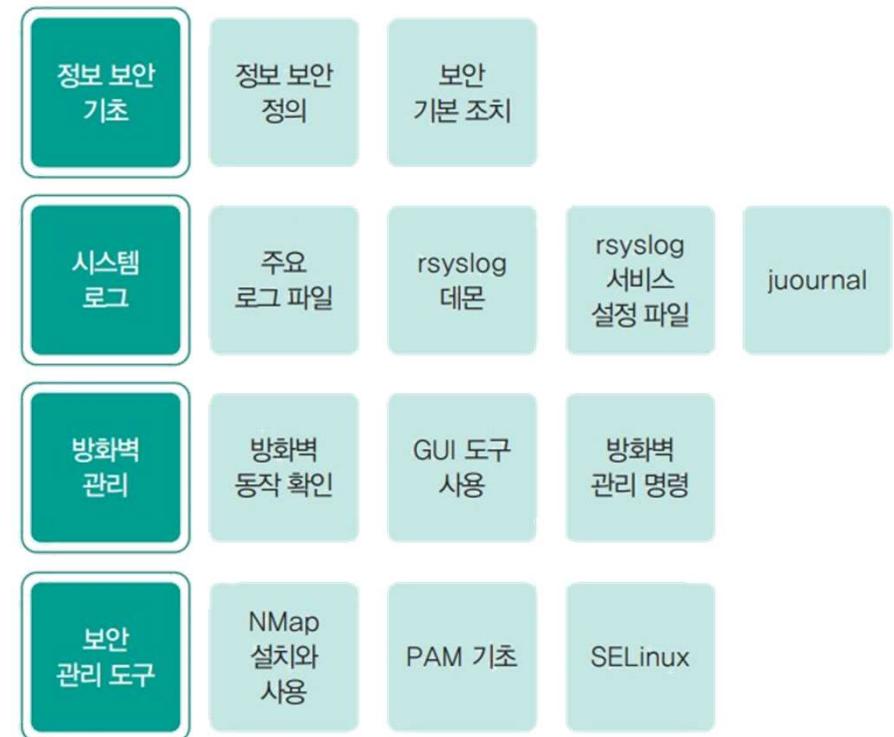 정보 보안
기초
정보 보안
정의
보안
기본 조치
시스템
로그
주요
로그 파일
rsyslog
데몬
rsyslog
서비스
설정 파일
juournal
방화벽
관리
방화벽
동작 확인
GUI 도구
사용
방화벽
관리 명령
보안
관리 도구
NMap
설치와
사용
PAM 기초
SELinux